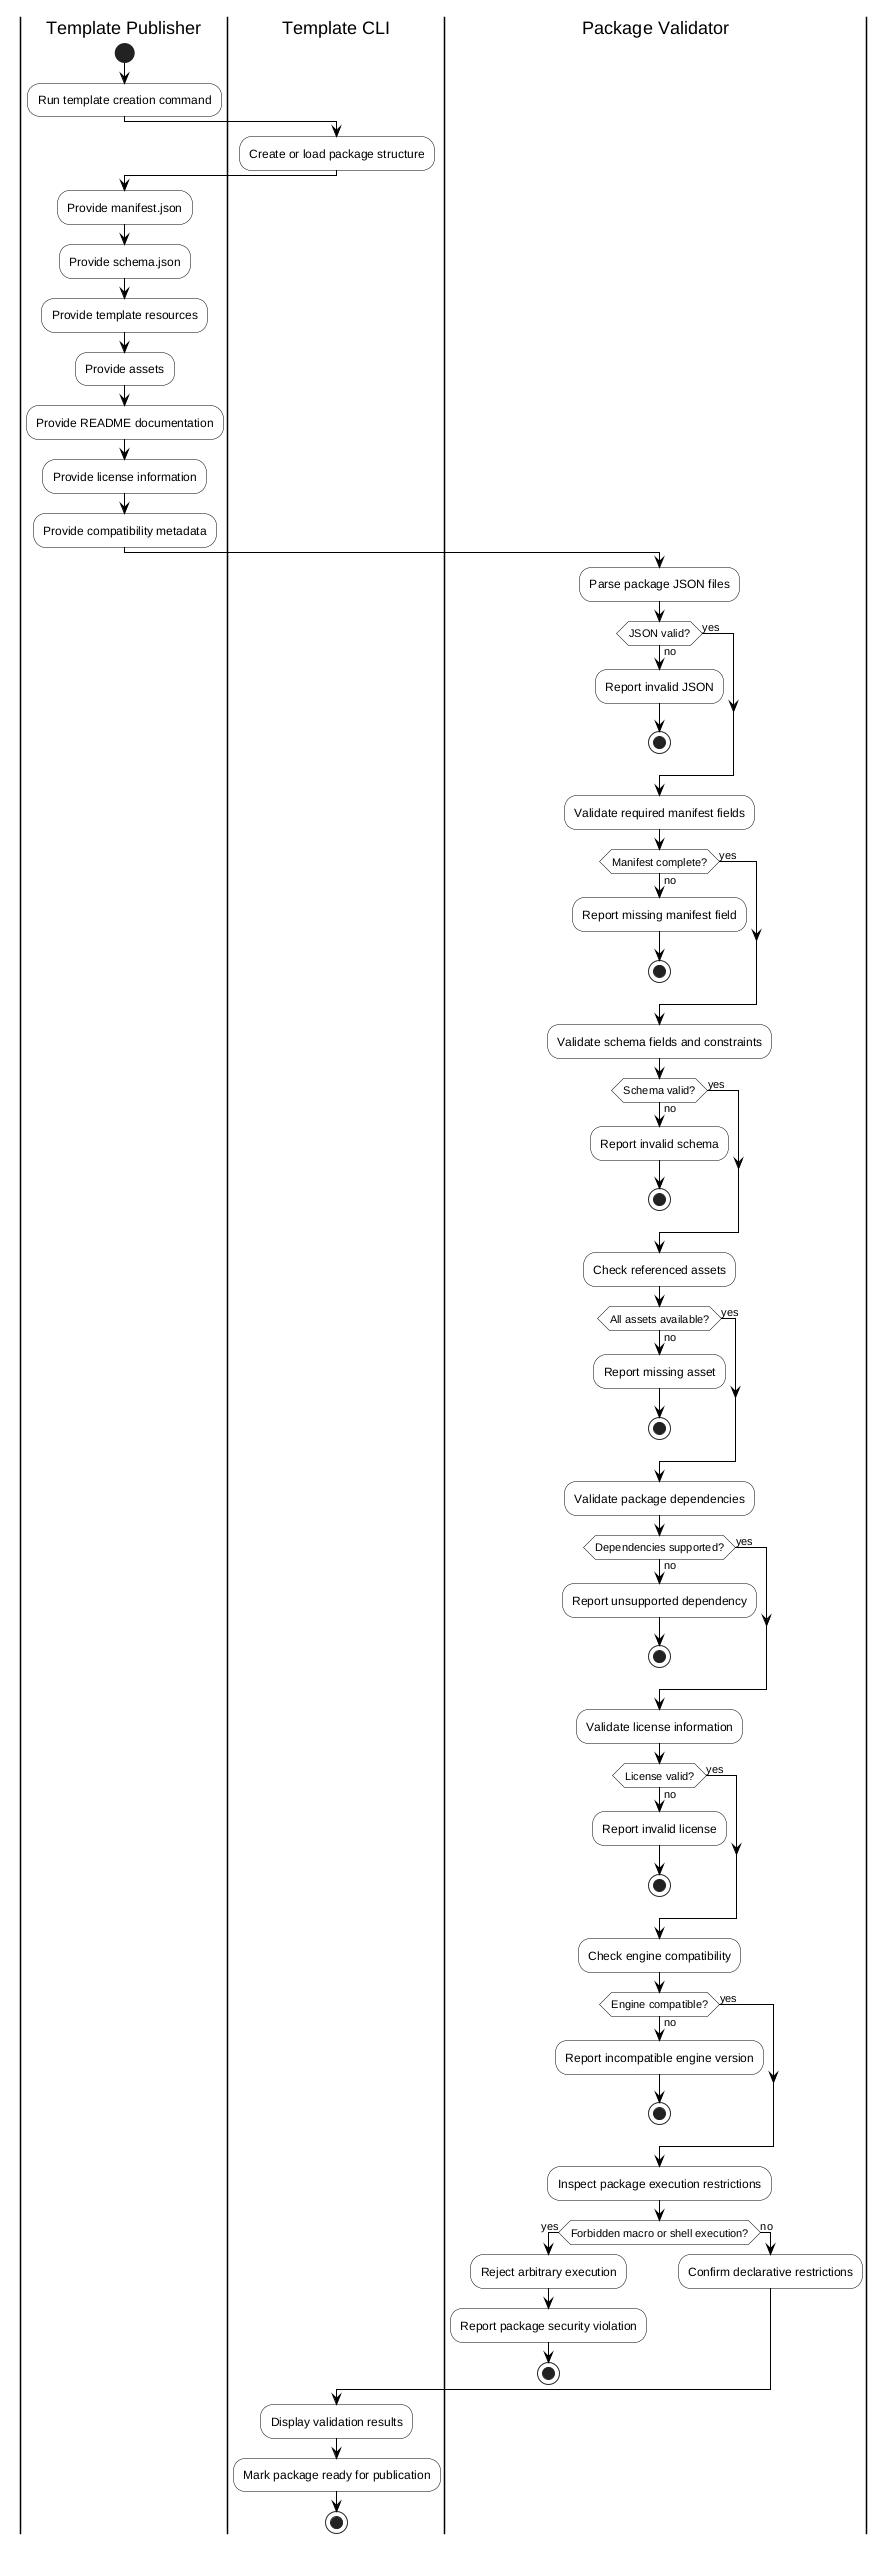 Template Publisher
Template CLI
Package Validator
Run template creation command
Create or load package structure
Provide manifest.json
Provide schema.json
Provide template resources
Provide assets
Provide README documentation
Provide license information
Provide compatibility metadata
Parse package JSON files
JSON valid?
yes
no
Report invalid JSON
Validate required manifest fields
Manifest complete?
yes
no
Report missing manifest field
Validate schema fields and constraints
Schema valid?
yes
no
Report invalid schema
Check referenced assets
All assets available?
yes
no
Report missing asset
Validate package dependencies
Dependencies supported?
yes
no
Report unsupported dependency
Validate license information
License valid?
yes
no
Report invalid license
Check engine compatibility
Engine compatible?
yes
no
Report incompatible engine version
Inspect package execution restrictions
yes
Forbidden macro or shell execution?
no
Reject arbitrary execution
Confirm declarative restrictions
Report package security violation
Display validation results
Mark package ready for publication